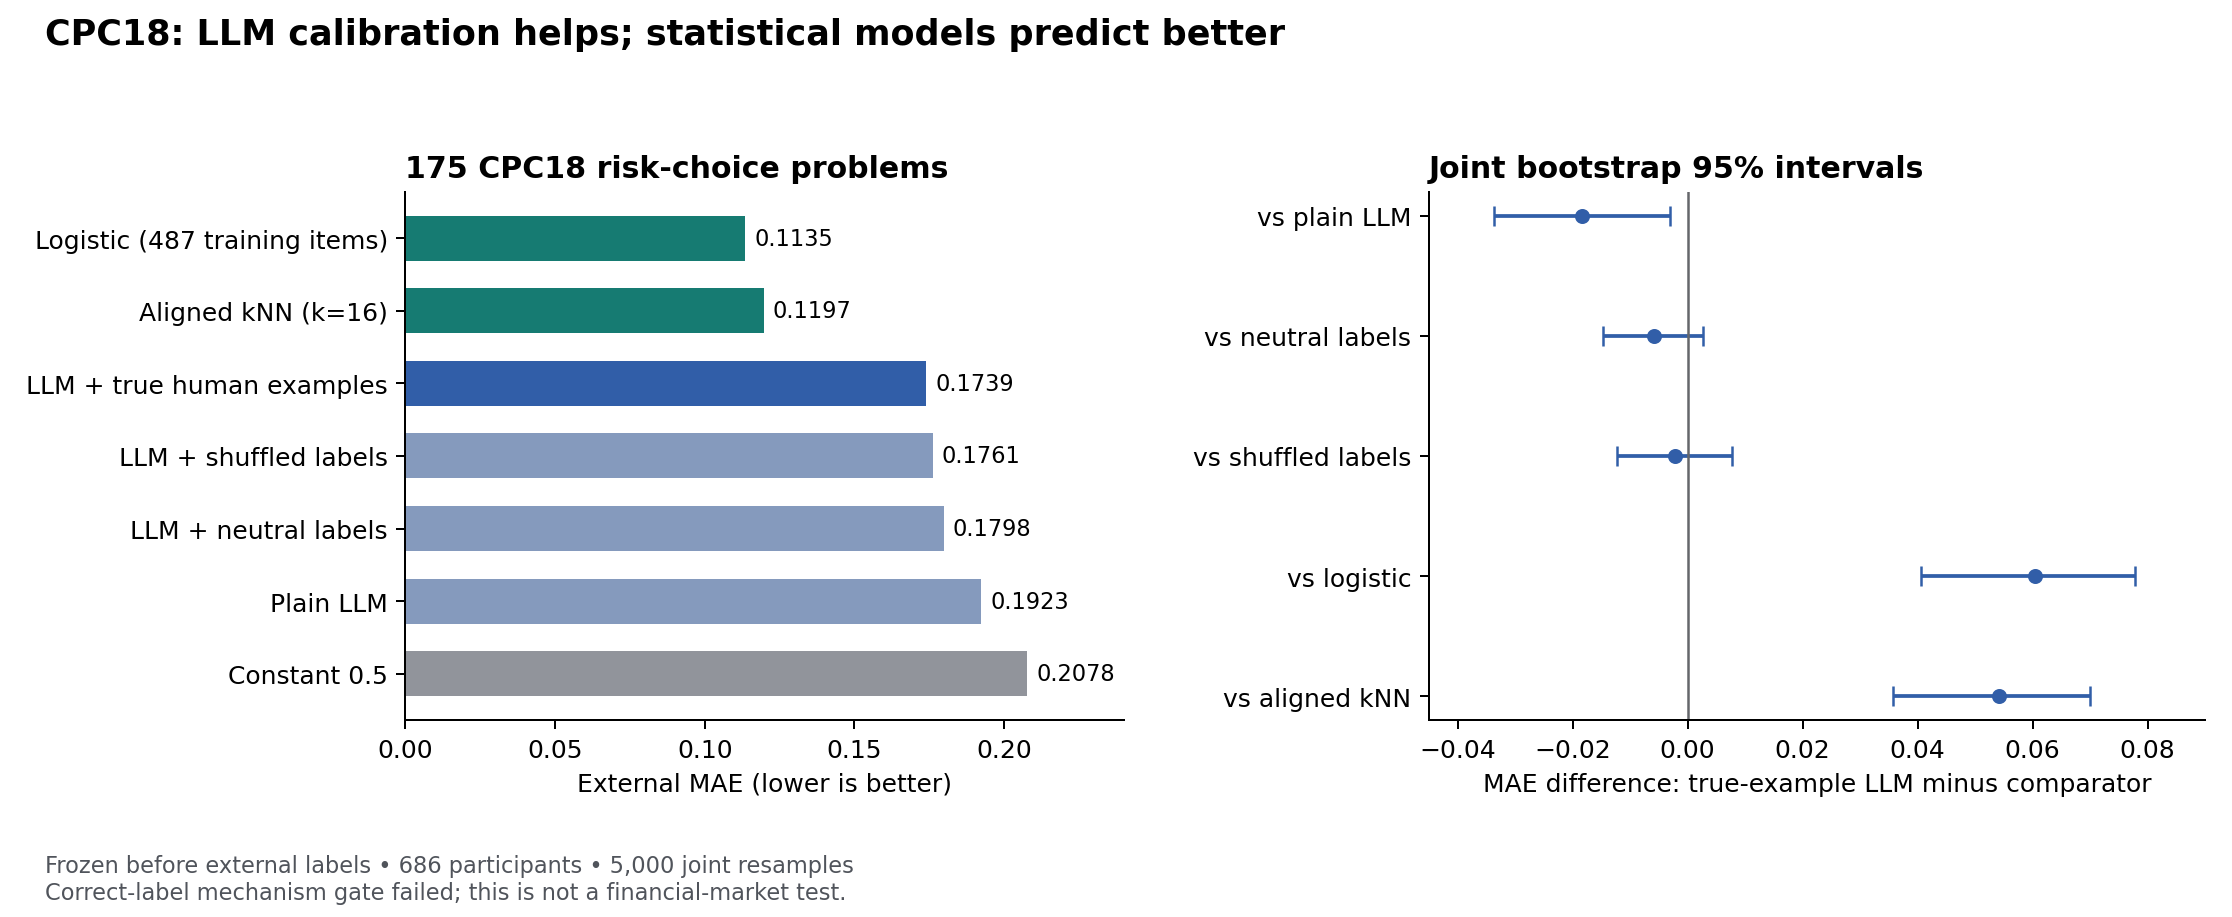 CPC18: LLM calibration helps; statistical models predict better
175 CPC18 risk-choice problems
Logistic (487 training items)
0.1135
Aligned kNN (k=16)
0.1197
LLM + true human examples
0.1739
LLM + shuffled labels
0.1761
LLM + neutral labels
0.1798
Plain LLM
0.1923
Constant 0.5
0.2078
0.00 0.05 0.10 0.15 0.20
External MAE (lower is better)
Joint bootstrap 95% intervals
vs plain LLM
vs neutral labels
vs shuffled labels
vs logistic
vs aligned kNN
−0.04 −0.02 0.00 0.02 0.04 0.06 0.08
MAE difference: true-example LLM minus comparator
Frozen before external labels • 686 participants • 5,000 joint resamples
Correct-label mechanism gate failed; this is not a financial-market test.